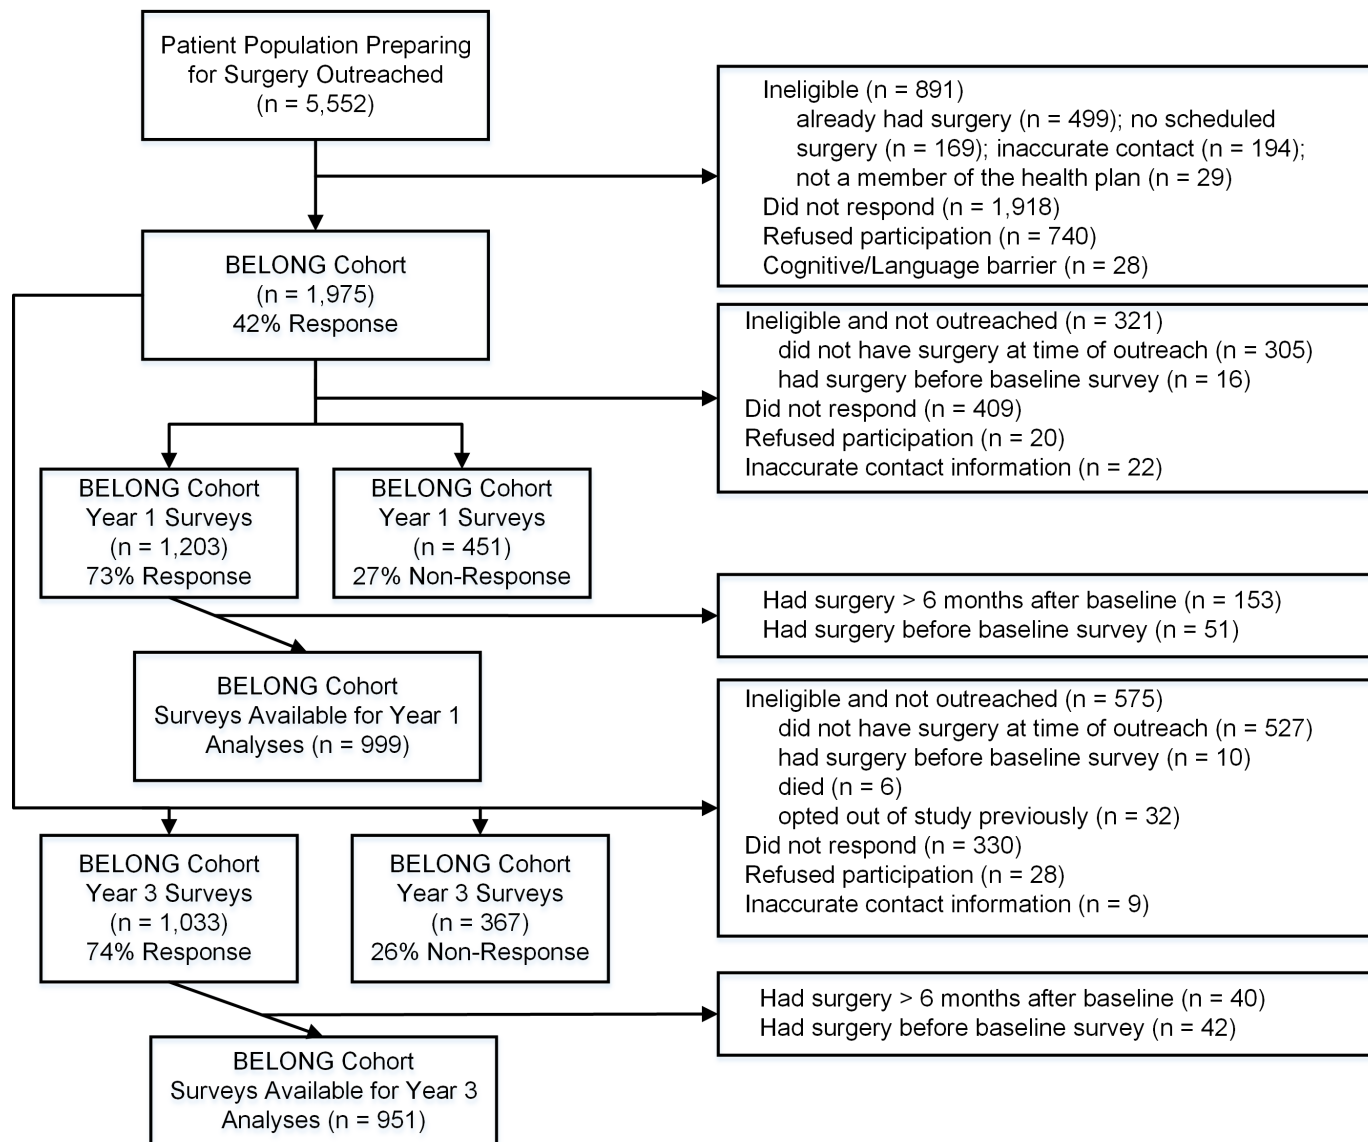 Patient Population Preparing
for Surgery Outreached
(n = 5,552)
Ineligible (n = 891)
already had surgery (n = 499); no scheduled
surgery (n = 169); inaccurate contact (n = 194);
not a member of the health plan (n = 29)
Did not respond (n = 1,918)
Refused participation (n = 740)
Cognitive/Language barrier (n = 28)
BELONG Cohort
(n = 1,975)
42% Response
Ineligible and not outreached (n = 321)
did not have surgery at time of outreach (n = 305)
had surgery before baseline survey (n = 16)
Did not respond (n = 409)
Refused participation (n = 20)
Inaccurate contact information (n = 22)
BELONG Cohort
Year 1 Surveys
(n = 1,203)
73% Response
BELONG Cohort
Year 1 Surveys
(n = 451)
27% Non-Response
Had surgery > 6 months after baseline (n = 153)
Had surgery before baseline survey (n = 51)
BELONG Cohort
Surveys Available for Year 1
Analyses (n = 999)
Ineligible and not outreached (n = 575)
did not have surgery at time of outreach (n = 527)
had surgery before baseline survey (n = 10)
died (n = 6)
opted out of study previously (n = 32)
Did not respond (n = 330)
Refused participation (n = 28)
Inaccurate contact information (n = 9)
BELONG Cohort
Year 3 Surveys
(n = 1,033)
74% Response
BELONG Cohort
Year 3 Surveys
(n = 367)
26% Non-Response
Had surgery > 6 months after baseline (n = 40)
Had surgery before baseline survey (n = 42)
BELONG Cohort
Surveys Available for Year 3
Analyses (n = 951)